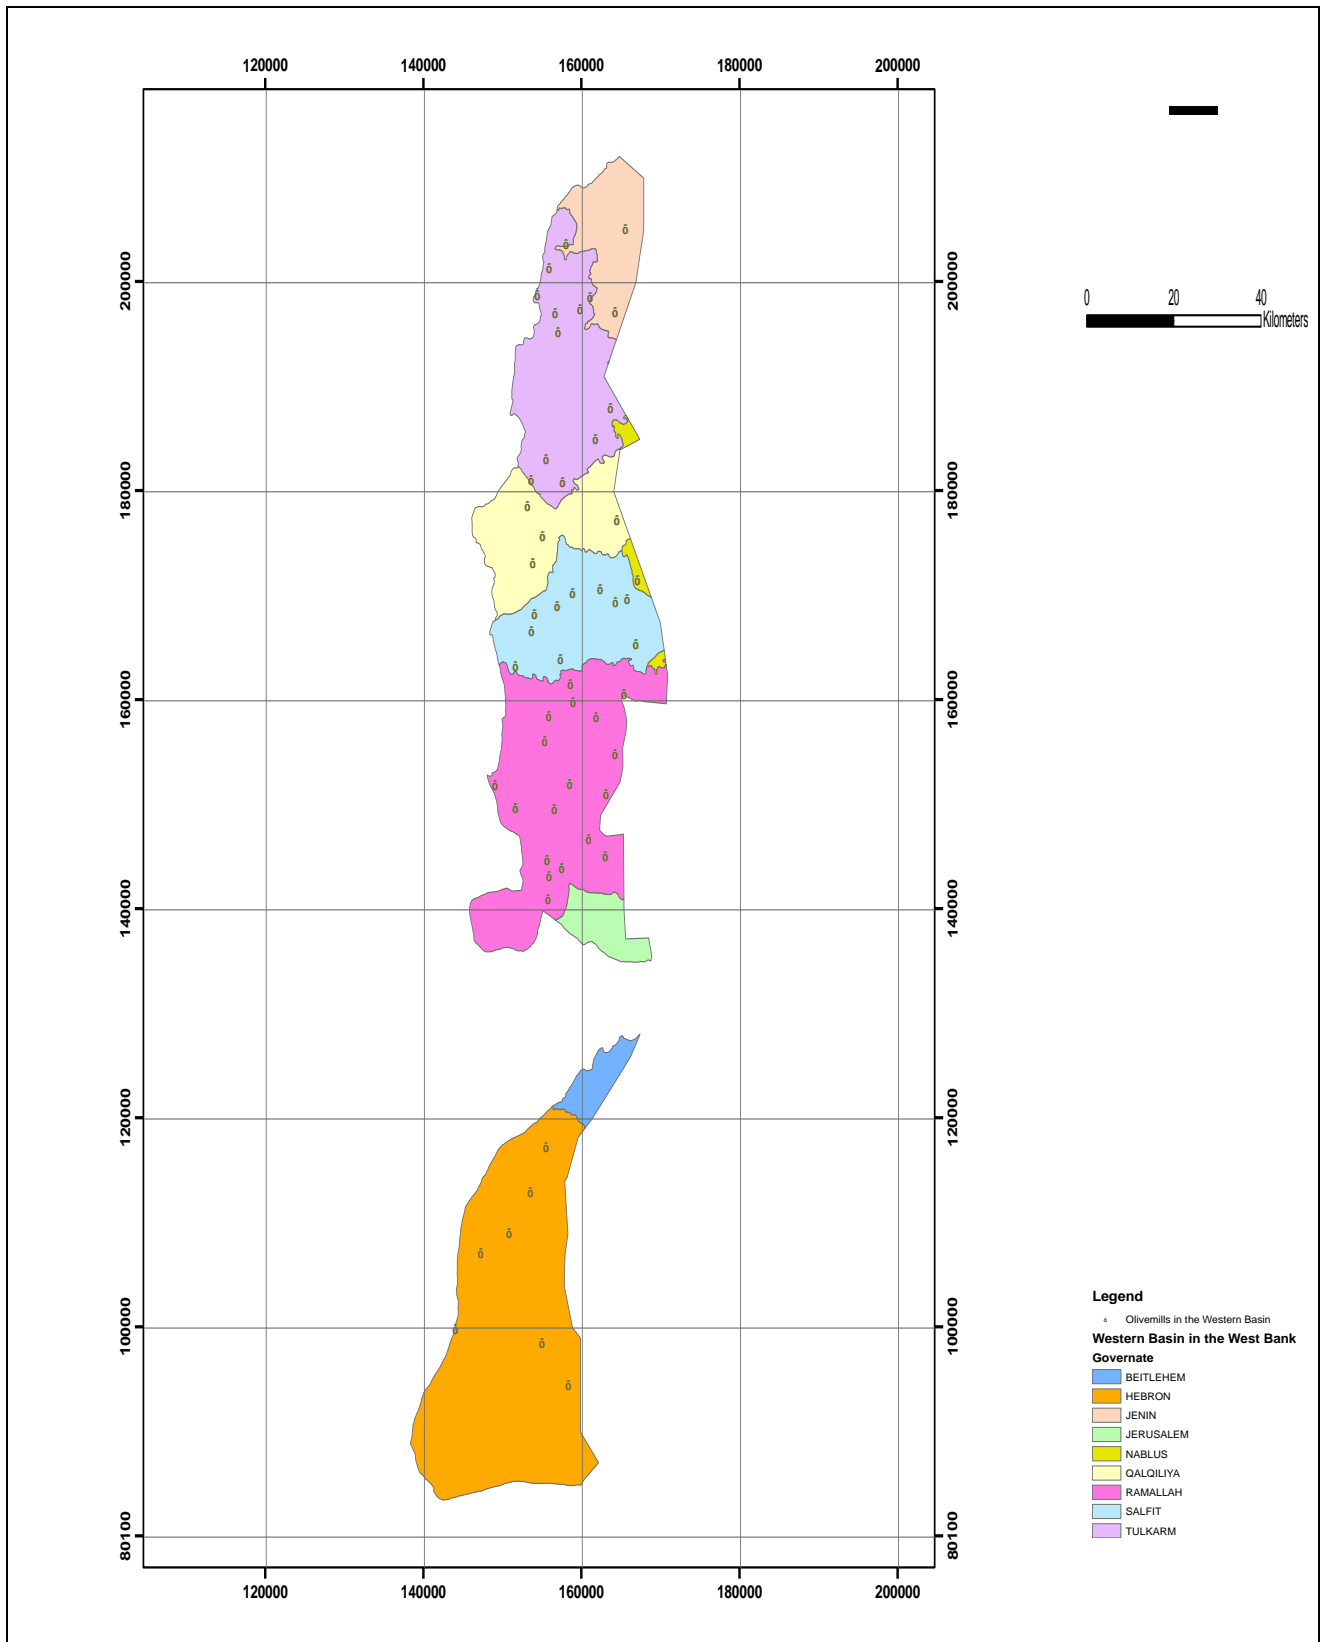 120000 140000 160000 180000 200000
200000 200000
0 20 40
Kilometers
180000 180000
160000 160000
140000 140000
120000 120000
100000 100000
80100 80100
120000 140000 160000 180000 200000
Legend
Olivemills in the Western Basin
Western Basin in the West Bank
Governate
BEITLEHEM
HEBRON
JENIN
JERUSALEM
NABLUS
QALQILIYA
RAMALLAH
SALFIT
TULKARM